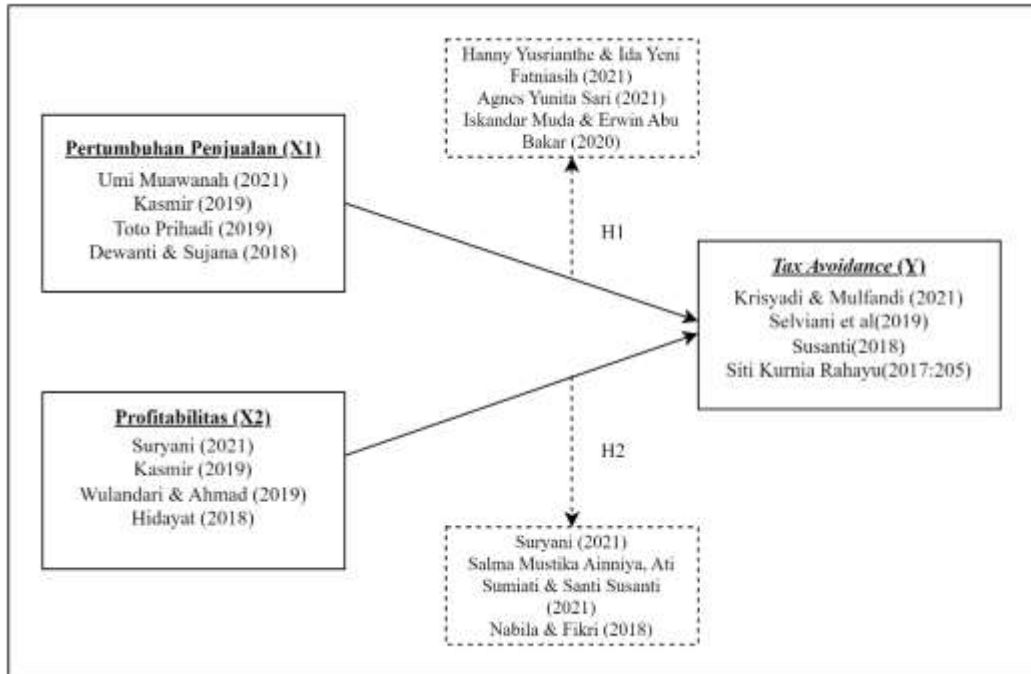 Hanny Yusrianthe & Ida Yeni
Fatniasih (2021)
Agnes Yunita Sari (2021)
Iskandar Muda & Erwin Abu
Bakar (2020)
Pertumbuhan Penjualan (X1)
Umi Muawanah (2021)
Kasmir (2019)
Toto Prihadi (2019)
Dewanti & Sujana (2018)
H1
Tax Avoidance (Y)
Krisyadi & Mulfandi (2021)
Selviani et al(2019)
Susanti(2018)
Siti Kurnia Rahayu(2017:205)
Profitabilitas (X2)
Suryani (2021)
Kasmir (2019)
Wulandari & Ahmad (2019)
Hidayat (2018)
H2
Suryani (2021)
Salma Mustika Ainniya, Ati
Sumiati & Santi Susanti
(2021)
Nabila & Fikri (2018)